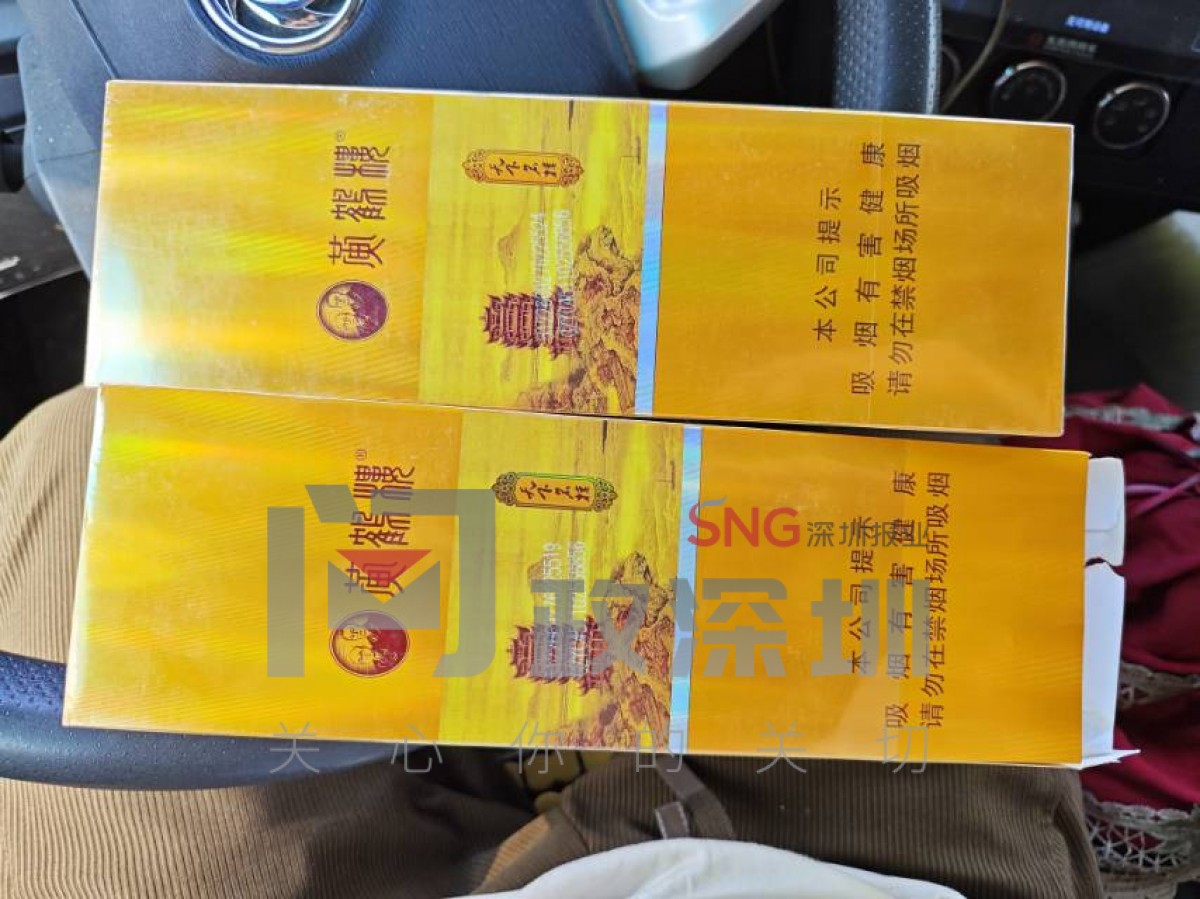 黄鹤楼®
天下名楼
本公司提示
吸烟有害健康
请勿在禁烟场所吸烟
黄鹤楼®
天下名楼
本公司提示
吸烟有害健康
请勿在禁烟场所吸烟
SNG 深圳报业
问政深圳
关心你的关切